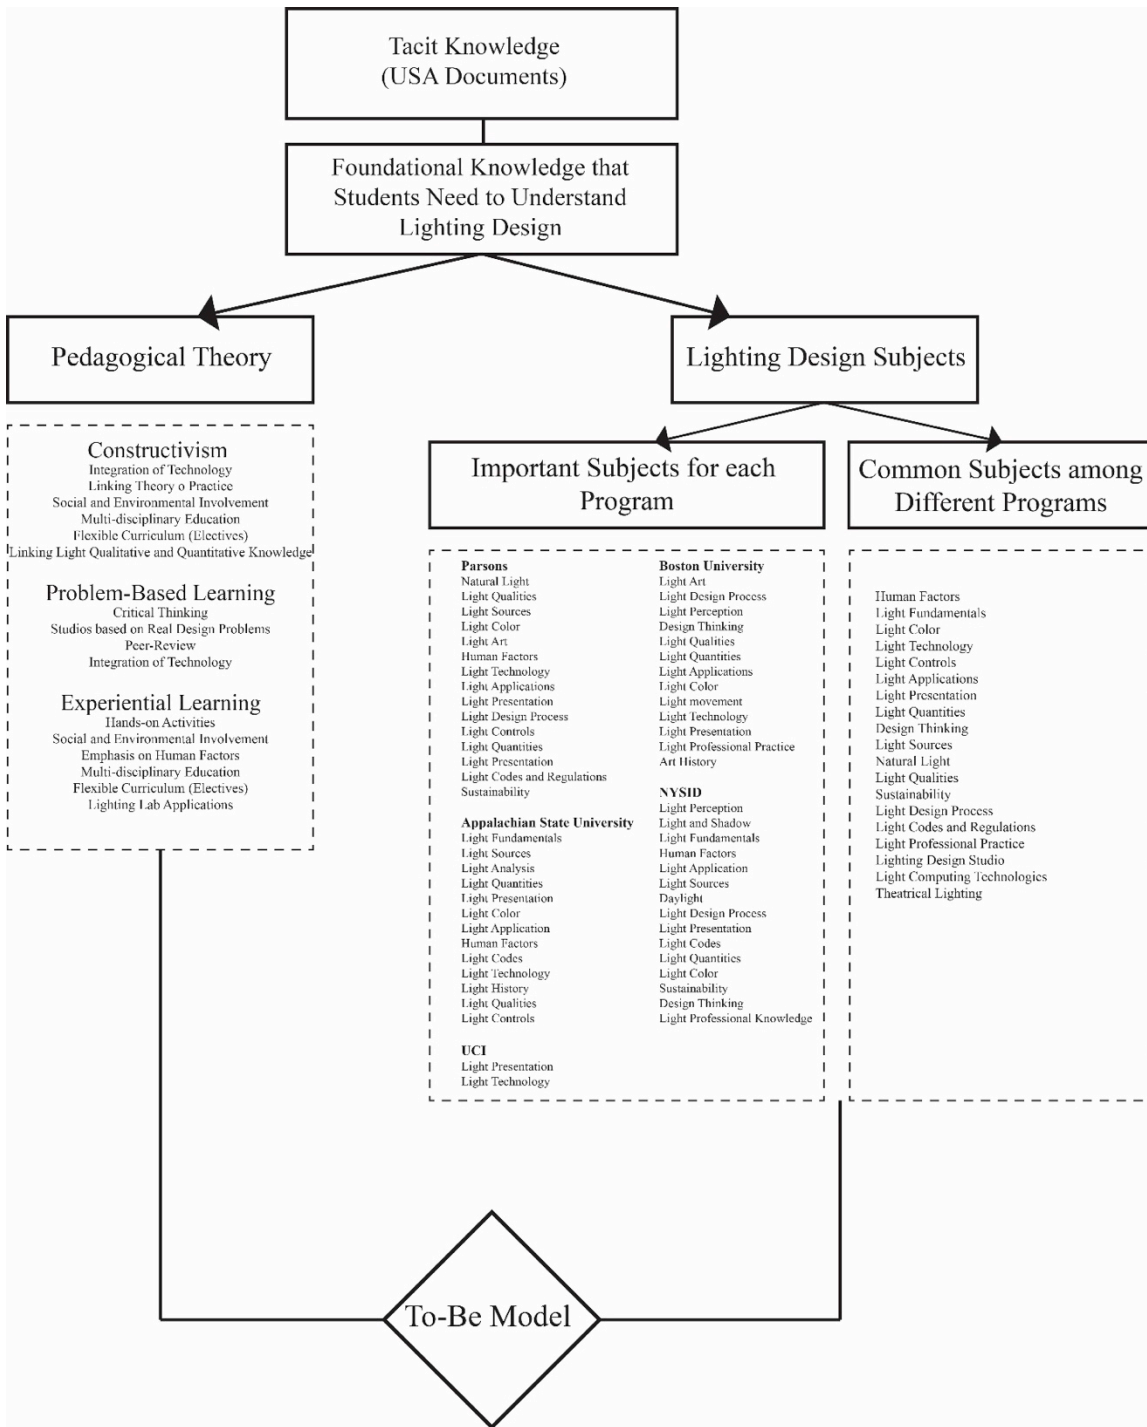 Tacit Knowledge
(USA Documents)
Foundational Knowledge that
Students Need to Understand
Lighting Design
Pedagogical Theory
Lighting Design Subjects
Constructivism
Integration of Technology
Linking Theory o Practice
Social and Environmental Involvement
Multi-disciplinary Education
Flexible Curriculum (Electives)
Linking Light Qualitative and Quantitative Knowledge
Problem-Based Learning
Critical Thinking
Studios based on Real Design Problems
Peer-Review
Integration of Technology
Experiential Learning
Hands-on Activities
Social and Environmental Involvement
Emphasis on Human Factors
Multi-disciplinary Education
Flexible Curriculum (Electives)
Lighting Lab Applications
Important Subjects for each
Program
Parsons
Natural Light
Light Qualities
Light Sources
Light Color
Light Art
Human Factors
Light Technology
Light Applications
Light Presentation
Light Design Process
Light Controls
Light Quantities
Light Presentation
Light Codes and Regulations
Sustainability
Appalachian State University
Light Fundamentals
Light Sources
Light Analysis
Light Quantities
Light Presentation
Light Color
Light Application
Human Factors
Light Codes
Light Technology
Light History
Light Qualities
Light Controls
UCI
Light Presentation
Light Technology
Boston University
Light Art
Light Design Process
Light Perception
Design Thinking
Light Qualities
Light Quantities
Light Applications
Light Color
Light movement
Light Technology
Light Presentation
Light Professional Practice
Art History
NYSID
Light Perception
Light and Shadow
Light Fundamentals
Human Factors
Light Application
Light Sources
Daylight
Light Design Process
Light Presentation
Light Codes
Light Quantities
Light Color
Sustainability
Design Thinking
Light Professional Knowledge
Common Subjects among
Different Programs
Human Factors
Light Fundamentals
Light Color
Light Technology
Light Controls
Light Applications
Light Presentation
Light Quantities
Design Thinking
Light Sources
Natural Light
Light Qualities
Sustainability
Light Design Process
Light Codes and Regulations
Light Professional Practice
Lighting Design Studio
Light Computing Technologies
Theatrical Lighting
To-Be Model